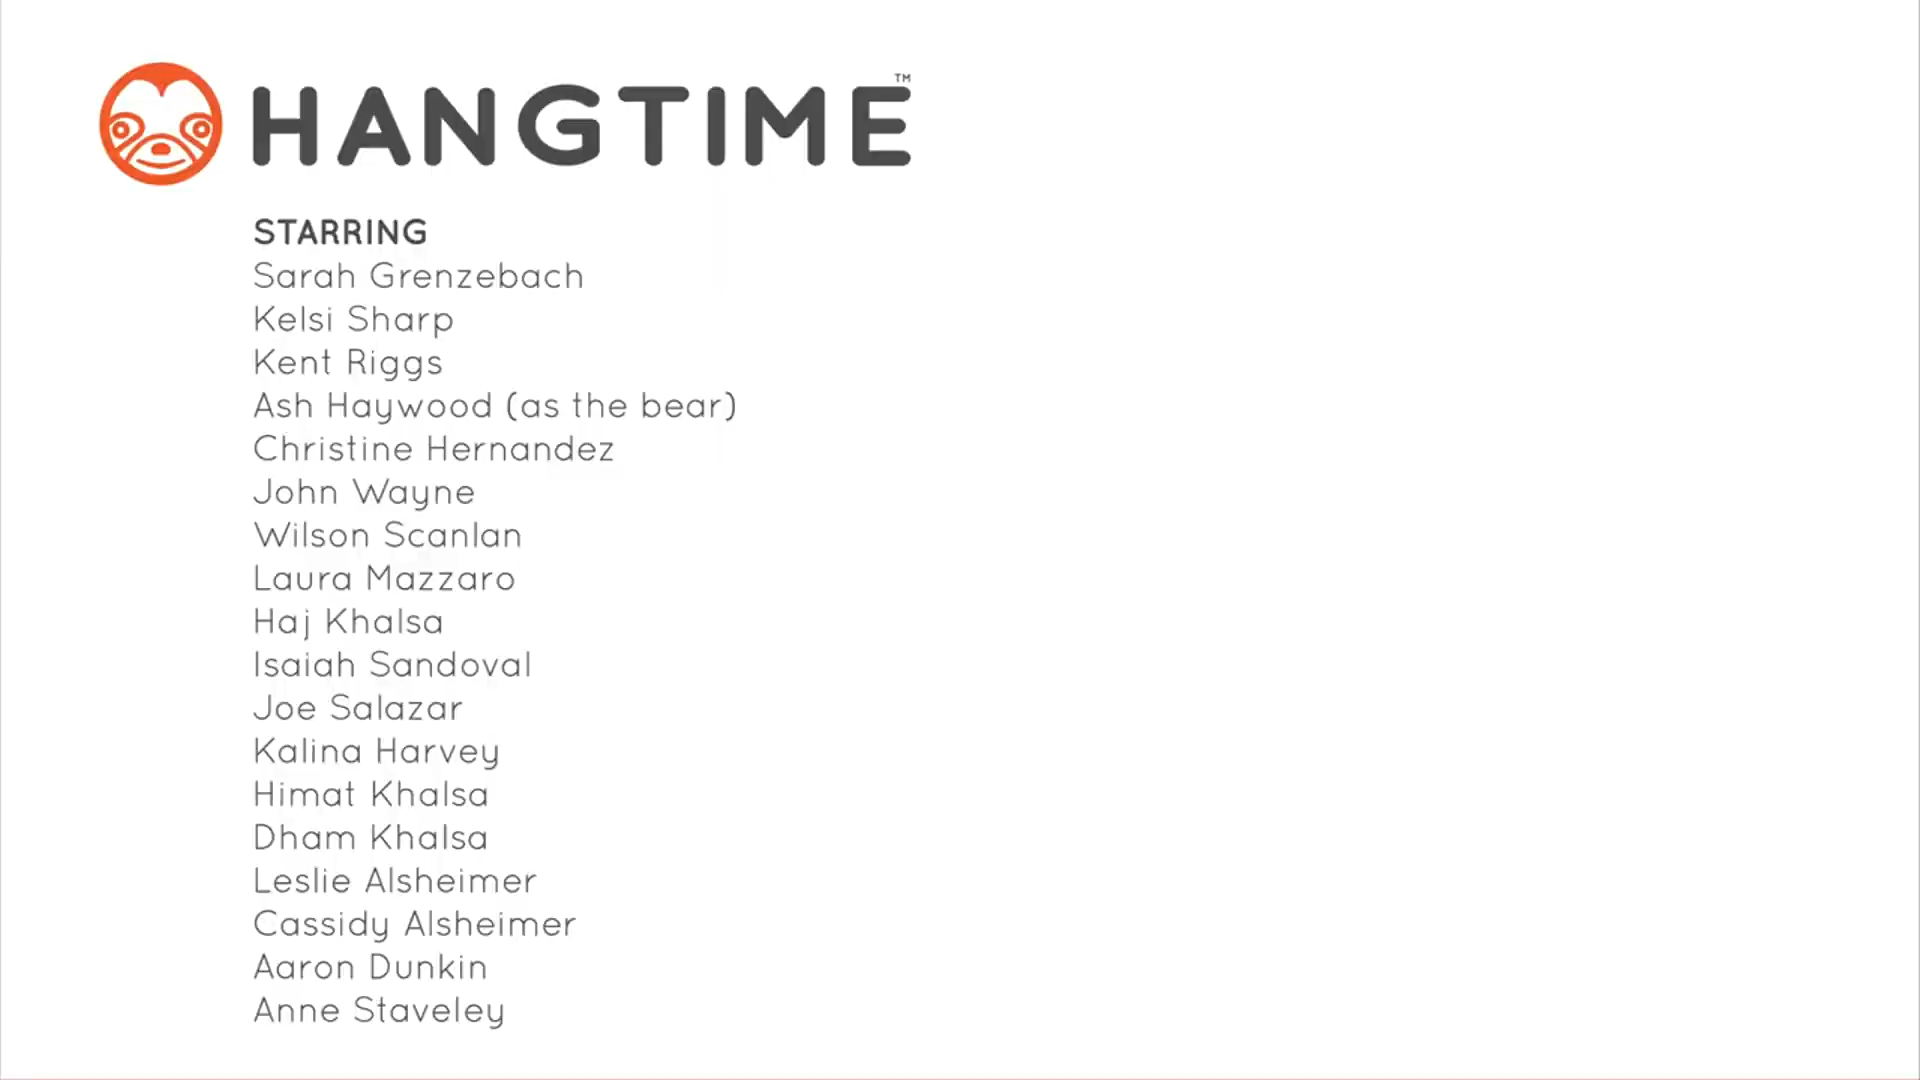 HANGTIME™
STARRING
Sarah Grenzebach
Kelsi Sharp
Kent Riggs
Ash Haywood (as the bear)
Christine Hernandez
John Wayne
Wilson Scanlan
Laura Mazzaro
Haj Khalsa
Isaiah Sandoval
Joe Salazar
Kalina Harvey
Himat Khalsa
Dham Khalsa
Leslie Alsheimer
Cassidy Alsheimer
Aaron Dunkin
Anne Staveley